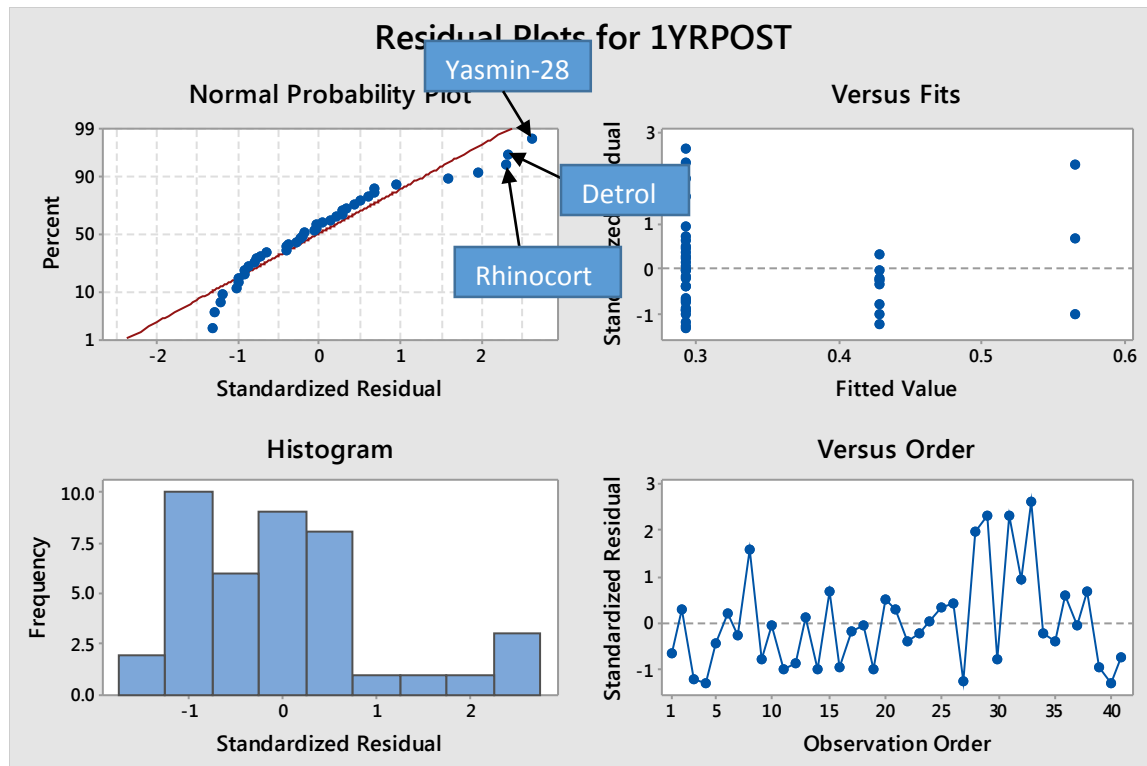 Residual Plots for 1YRPOST
Yasmin-28
Normal Probability Plot
99
90
50
10
1
Percent
-2
-1
0
1
2
Standardized Residual
Detrol
Rhinocort
Versus Fits
3
1
0
-1
0.3
0.4
0.5
0.6
Fitted Value
Histogram
10.0
7.5
5.0
2.5
0.0
Frequency
-1
0
1
2
Standardized Residual
Versus Order
3
2
1
0
-1
Standardized Residual
1
5
10
15
20
25
30
35
40
Observation Order